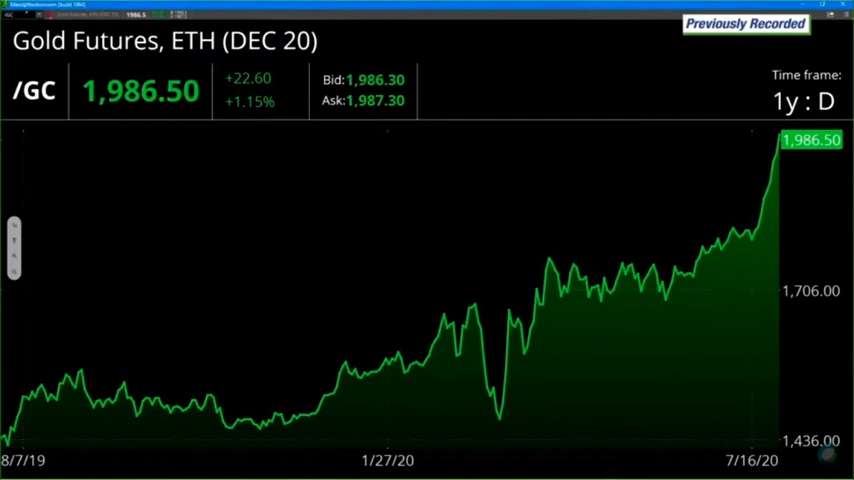 Previously Recorded
Gold Futures, ETH (DEC 20)
/GC
1,986.50
+22.60
+1.15%
Bid:1,986.30
Ask:1,987.30
Time frame:
1y : D
1,986.50
1,706.00
1,436.00
8/7/19
1/27/20
7/16/20